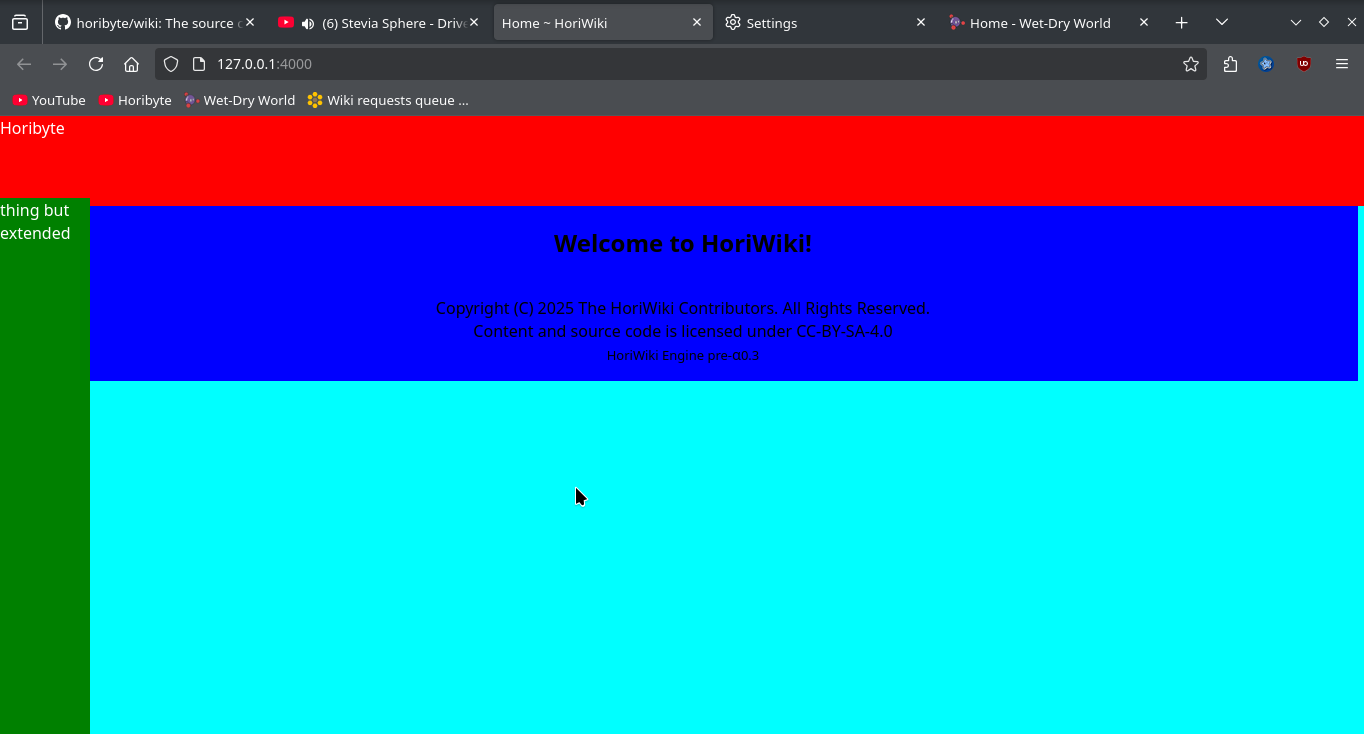 horibyte/wiki: The source c
(6) Stevia Sphere - Drive
Home ~ HoriWiki
Settings
Home - Wet-Dry World
127.0.0.1:4000
YouTube
Horibyte
Wet-Dry World
Wiki requests queue ...
UD
Horibyte
thing but
extended
Welcome to HoriWiki!
Copyright (C) 2025 The HoriWiki Contributors. All Rights Reserved.
Content and source code is licensed under CC-BY-SA-4.0
HoriWiki Engine pre-α0.3